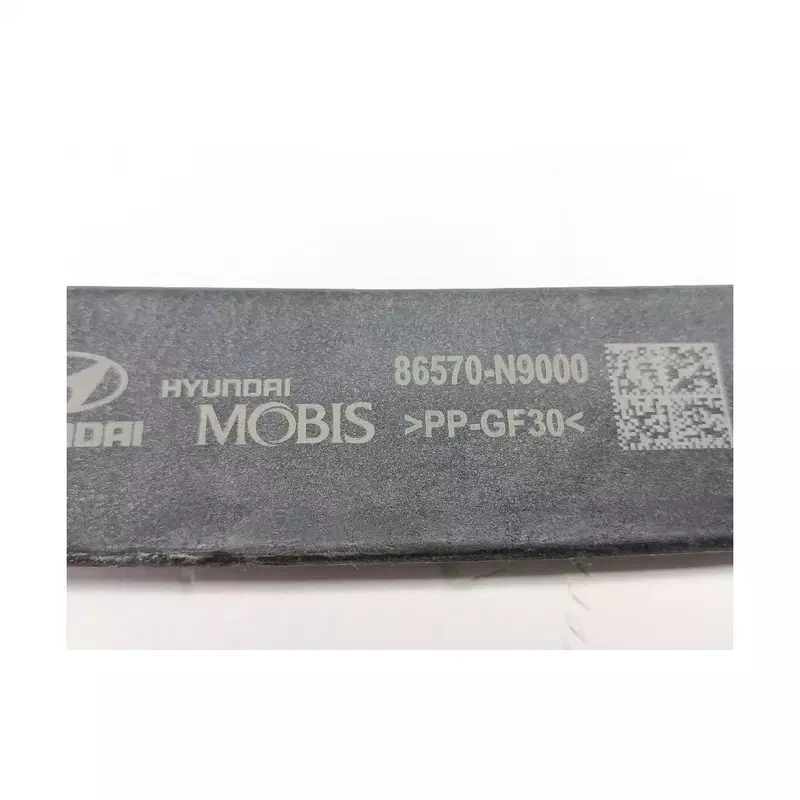 HYUNDAI
MOBIS
86570-N9000
>PP-GF30<